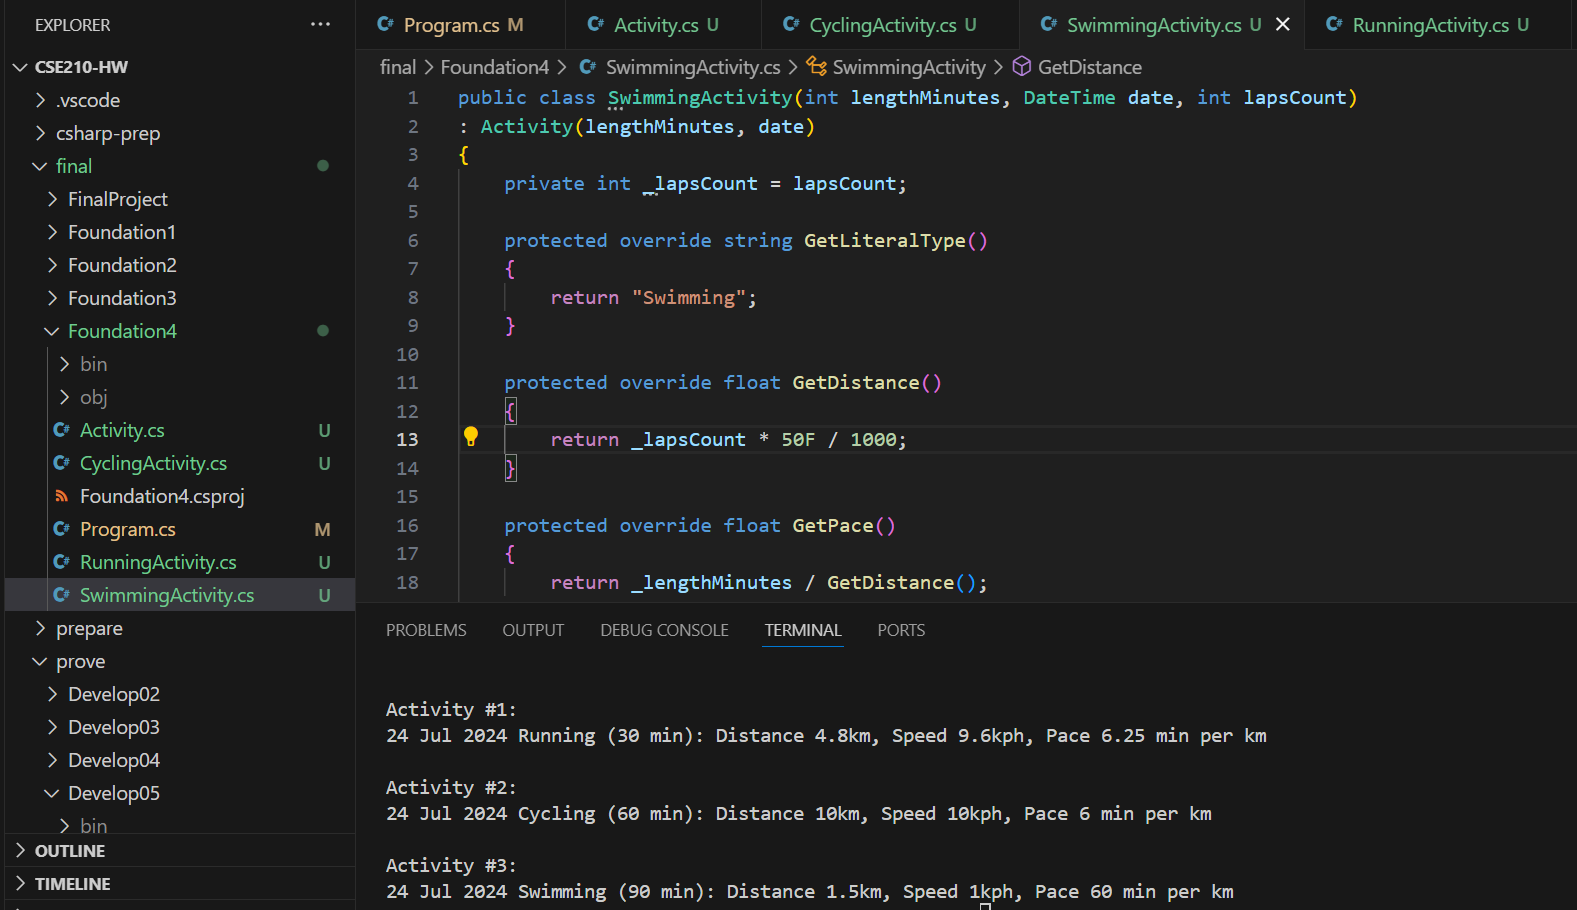 EXPLORER ···
CSE210-HW
.vscode
csharp-prep
final
FinalProject
Foundation1
Foundation2
Foundation3
Foundation4
bin
obj
C# Activity.cs U
C# CyclingActivity.cs U
Foundation4.csproj
C# Program.cs M
C# RunningActivity.cs U
C# SwimmingActivity.cs U
prepare
prove
Develop02
Develop03
Develop04
Develop05
bin
OUTLINE
TIMELINE
C# Program.cs M C# Activity.cs U C# CyclingActivity.cs U C# SwimmingActivity.cs U C# RunningActivity.cs U
final > Foundation4 > C# SwimmingActivity.cs > SwimmingActivity > GetDistance
1 public class SwimmingActivity(int lengthMinutes, DateTime date, int lapsCount)
2 : Activity(lengthMinutes, date)
3 {
4 private int _lapsCount = lapsCount;
5
6 protected override string GetLiteralType()
7 {
8 return "Swimming";
9 }
10
11 protected override float GetDistance()
12 {
13 return _lapsCount * 50F / 1000;
14 }
15
16 protected override float GetPace()
17 {
18 return _lengthMinutes / GetDistance();
PROBLEMS OUTPUT DEBUG CONSOLE TERMINAL PORTS
Activity #1:
24 Jul 2024 Running (30 min): Distance 4.8km, Speed 9.6kph, Pace 6.25 min per km
Activity #2:
24 Jul 2024 Cycling (60 min): Distance 10km, Speed 10kph, Pace 6 min per km
Activity #3:
24 Jul 2024 Swimming (90 min): Distance 1.5km, Speed 1kph, Pace 60 min per km